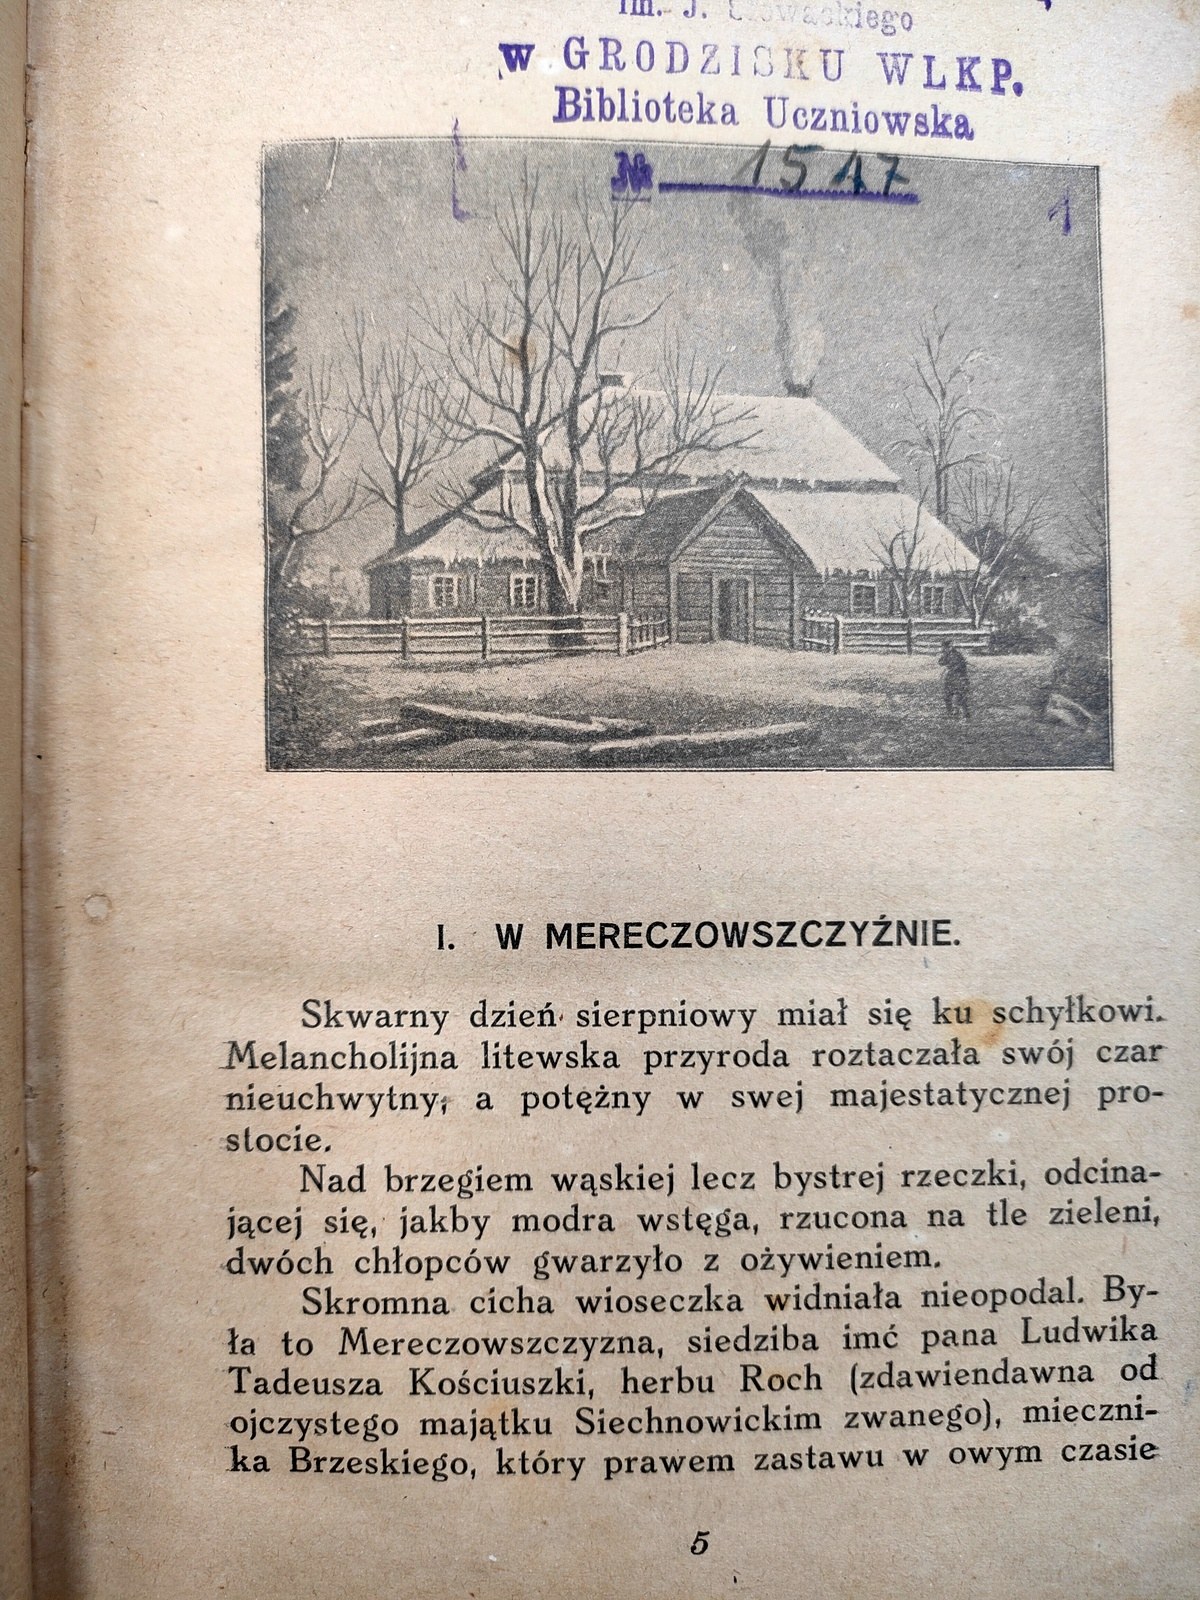 im. J. Słowackiego
W GRODZISKU WLKP.
Biblioteka Uczniowska
№ 1547
1
I. W MERECZOWSZCZYŹNIE.
Skwarny dzień sierpniowy miał się ku schyłkowi.
Melancholijna litewska przyroda roztaczała swój czar
nieuchwytny, a potężny w swej majestatycznej pro-
stocie.
Nad brzegiem wąskiej lecz bystrej rzeczki, odcina-
jącej się, jakby modra wstęga, rzucona na tle zieleni,
dwóch chłopców gwarzyło z ożywieniem.
Skromna cicha wioseczka widniała nieopodal. By-
ła to Mereczowszczyzna, siedziba imć pana Ludwika
Tadeusza Kościuszki, herbu Roch (zdawiendawna od
ojczystego majątku Siechnowickim zwanego), mieczni-
ka Brzeskiego, który prawem zastawu w owym czasie
5